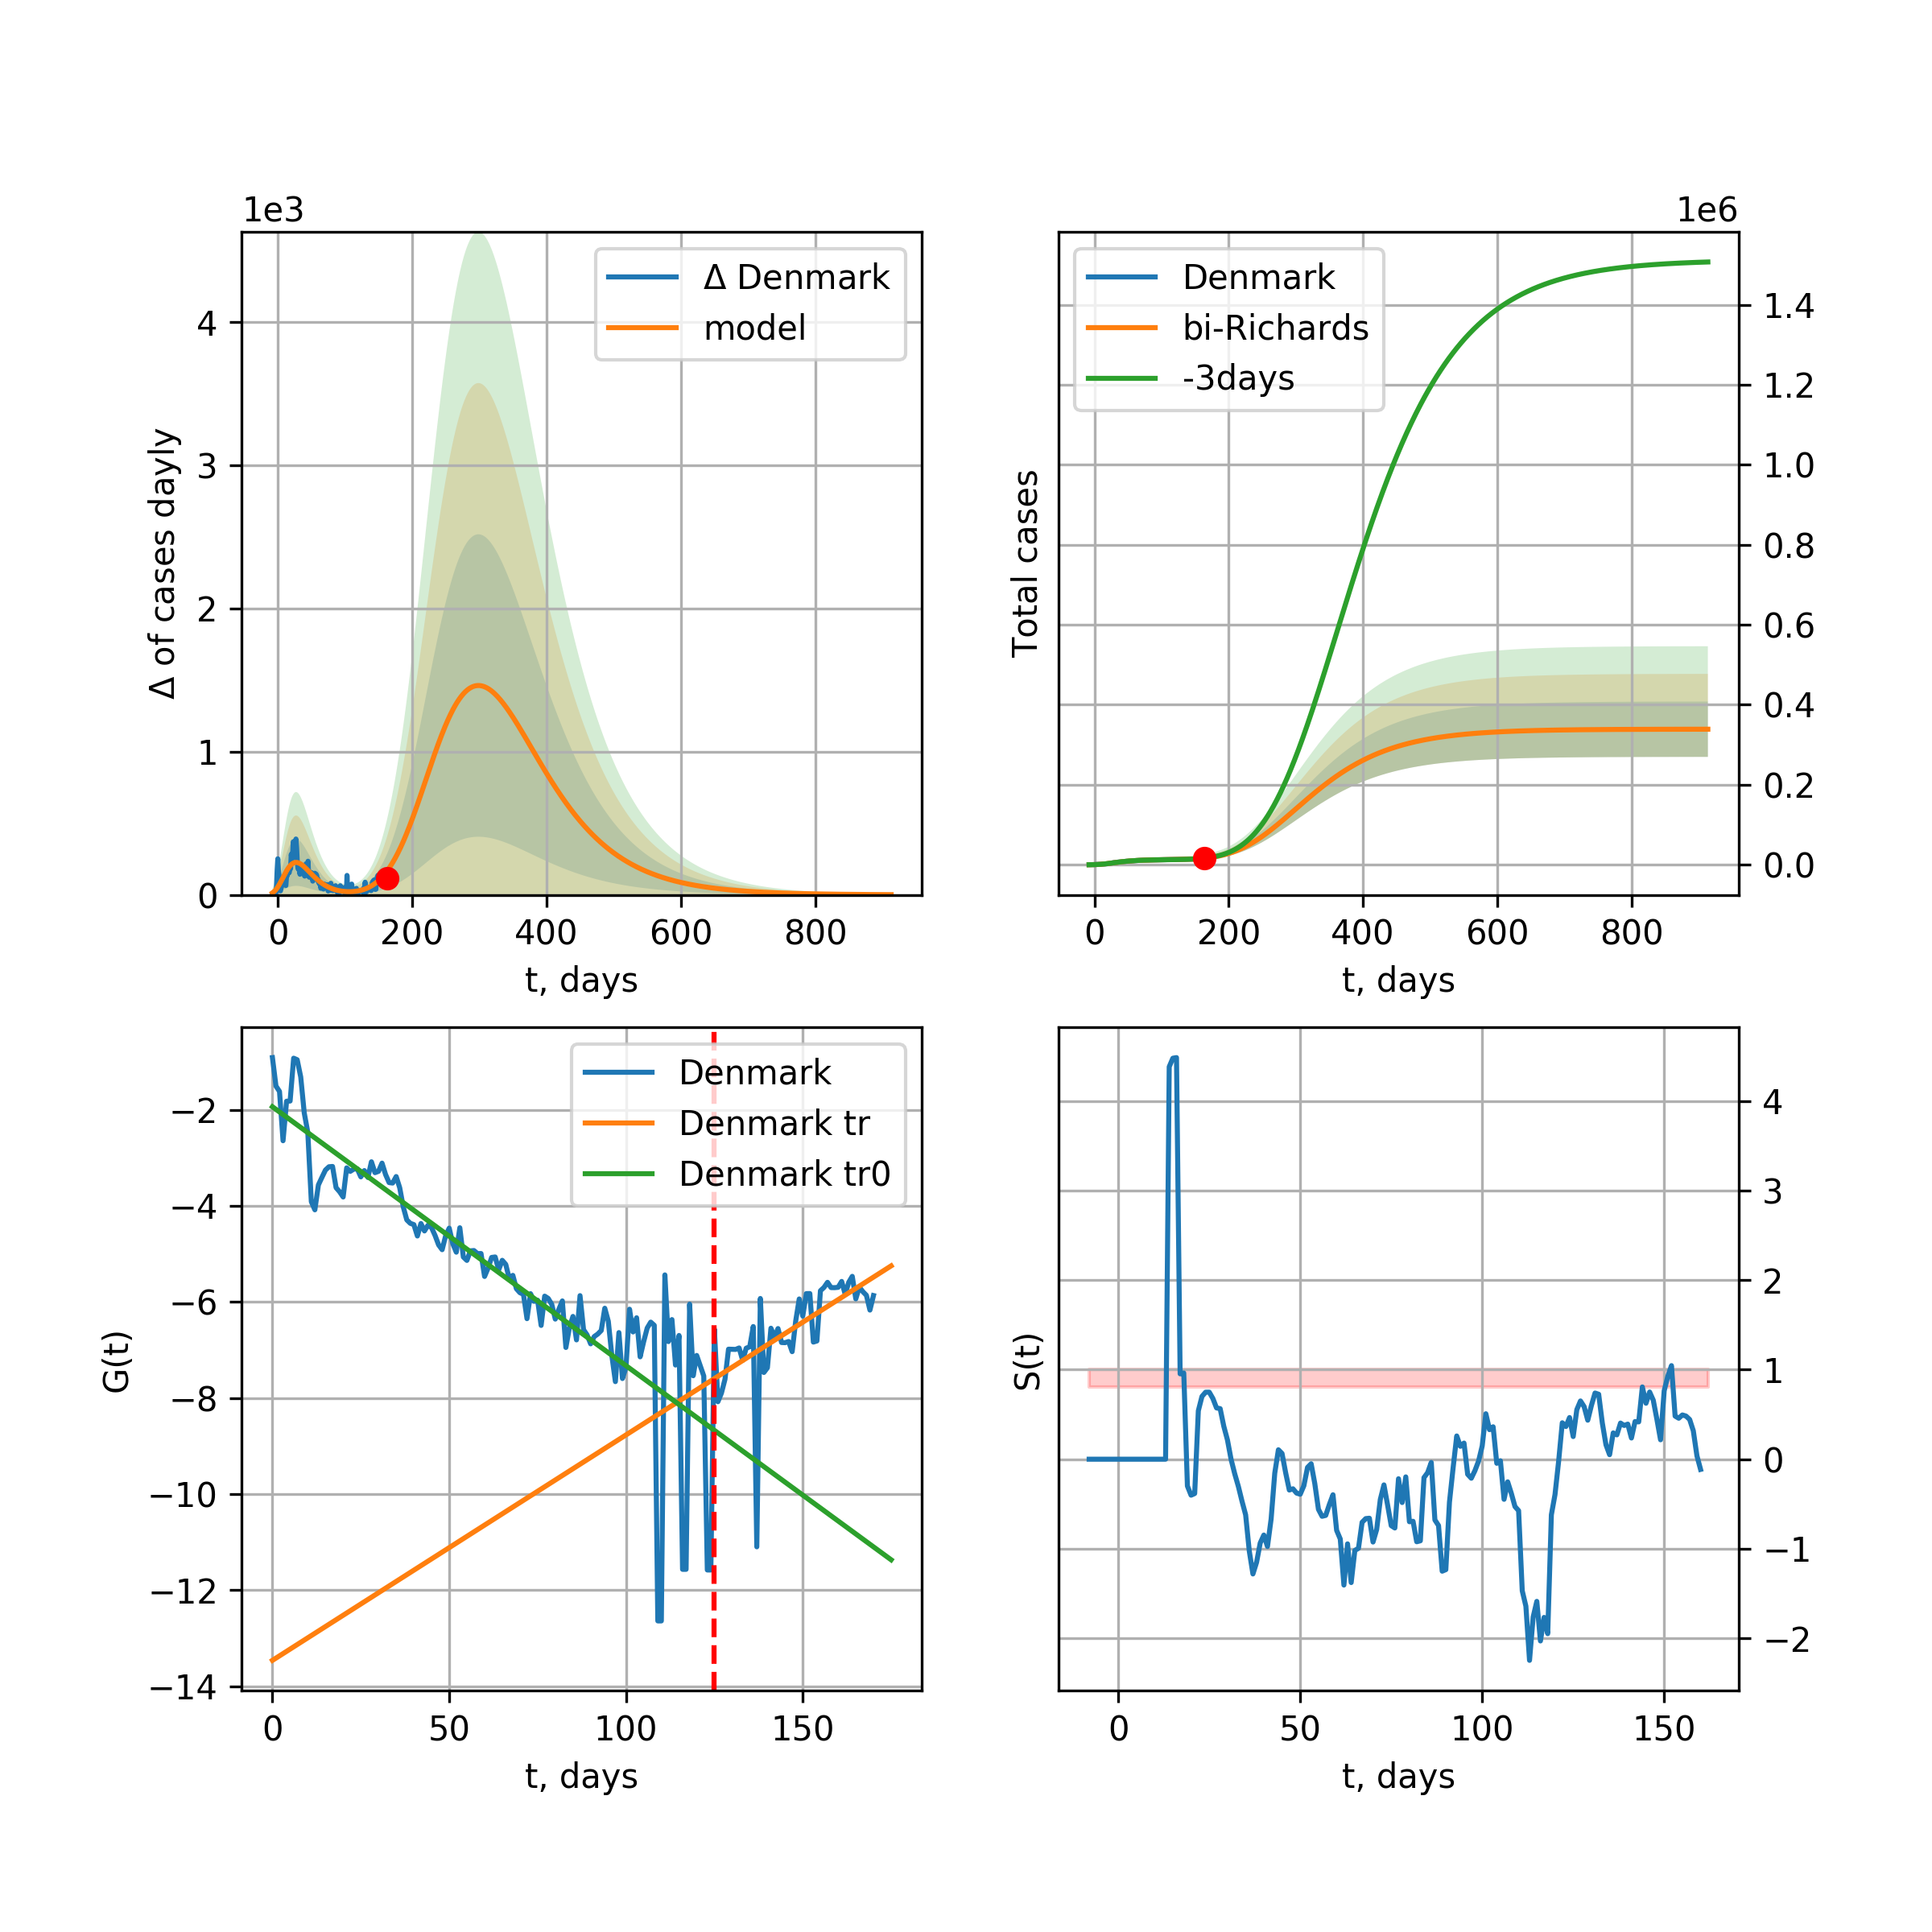 1e3
Δ of cases dayly
4
3
2
1
0
Δ Denmark
model
0 200 400 600 800
t, days
1e6
Total cases
Denmark
bi-Richards
-3days
1.4
1.2
1.0
0.8
0.6
0.4
0.2
0.0
0 200 400 600 800
t, days
G(t)
−2
−4
−6
−8
−10
−12
−14
Denmark
Denmark tr
Denmark tr0
0 50 100 150
t, days
S(t)
4
3
2
1
0
−1
−2
0 50 100 150
t, days